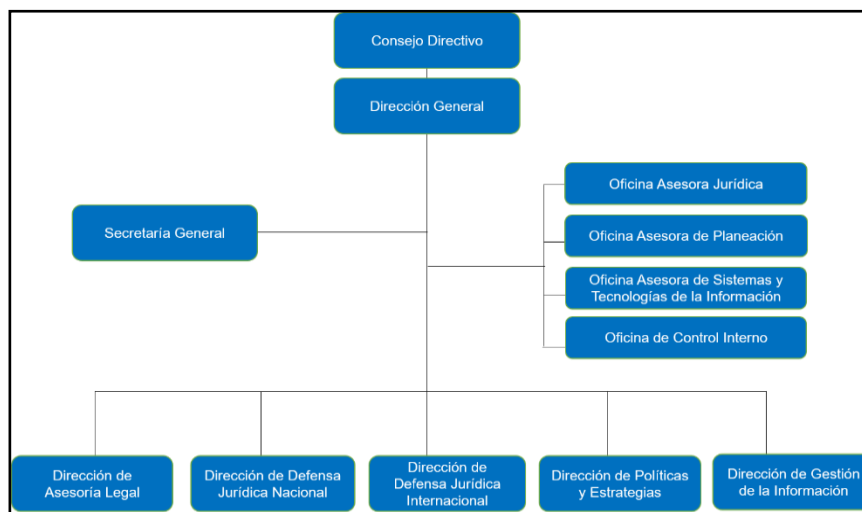 Consejo Directivo
Dirección General
Oficina Asesora Jurídica
Secretaría General
Oficina Asesora de Planeación
Oficina Asesora de Sistemas y
Tecnologías de la Información
Oficina de Control Interno
Dirección de
Asesoría Legal
Dirección de Defensa
Jurídica Nacional
Dirección de
Defensa Jurídica
Internacional
Dirección de Políticas
y Estrategias
Dirección de Gestión
de la Información